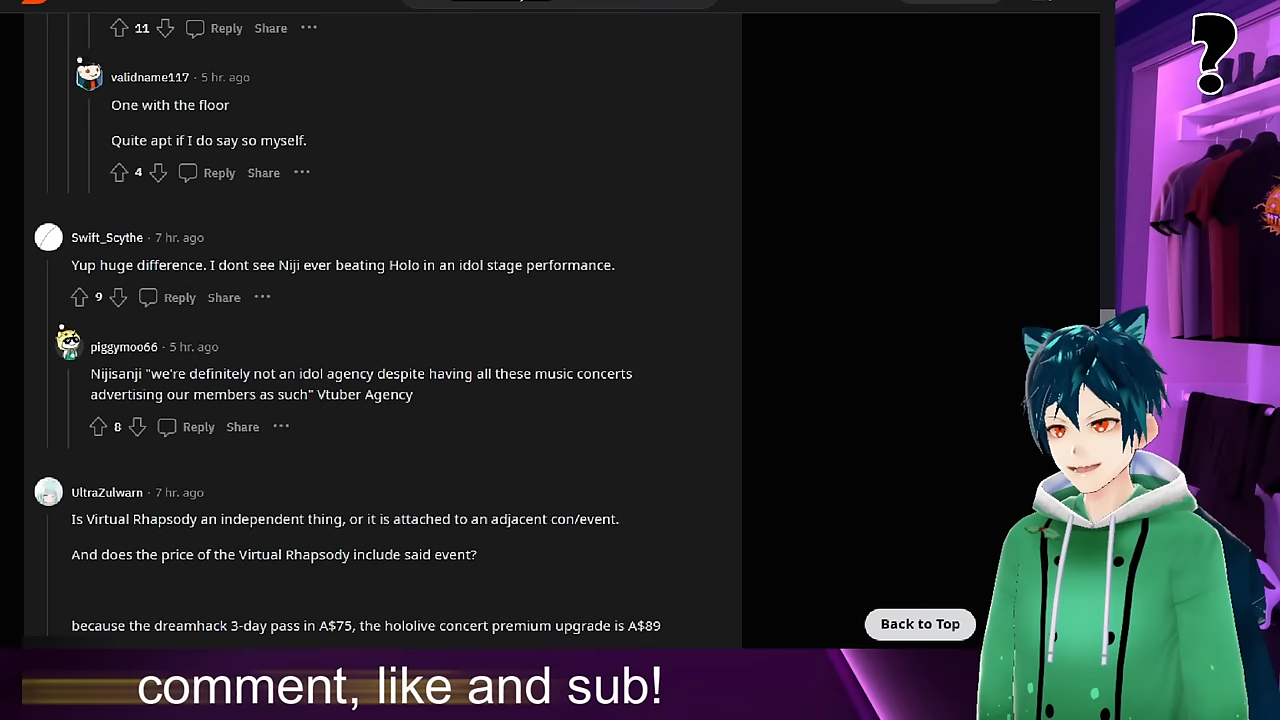 11 Reply Share ...
validname117 · 5 hr. ago
One with the floor
Quite apt if I do say so myself.
4 Reply Share ...
Swift_Scythe · 7 hr. ago
Yup huge difference. I dont see Niji ever beating Holo in an idol stage performance.
9 Reply Share ...
piggymoo66 · 5 hr. ago
Nijisanji "we're definitely not an idol agency despite having all these music concerts
advertising our members as such" Vtuber Agency
8 Reply Share ...
UltraZulwarn · 7 hr. ago
Is Virtual Rhapsody an independent thing, or it is attached to an adjacent con/event.
And does the price of the Virtual Rhapsody include said event?
because the dreamhack 3-day pass in A$75, the hololive concert premium upgrade is A$89
Back to Top
comment, like and sub!
?